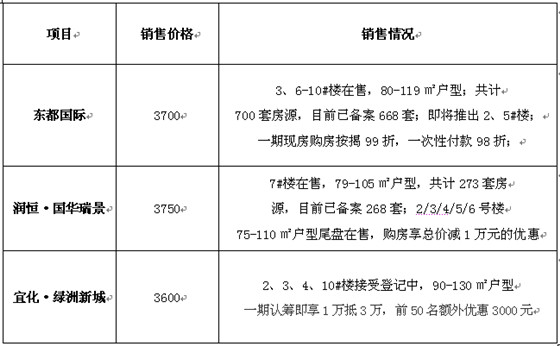 项目 销售价格 销售情况
3、6-10#楼在售，80-119 ㎡户型；共计
东都国际 3700 700 套房源，目前已备案 668 套；即将推出 2、5#楼；
一期现房购房按揭 99 折，一次性付款 98 折；
7#楼在售，79-105 ㎡户型，共计 273 套房
润恒·国华瑞景 3750 源，目前已备案 268 套；2/3/4/5/6 号楼
75-110 ㎡户型尾盘在售，购房享总价减 1 万元的优惠
2、3、4、10#楼接受登记中，90-130 ㎡户型
宜化·绿洲新城 3600
一期认筹即享 1 万抵 3 万，前 50 名额外优惠 3000 元